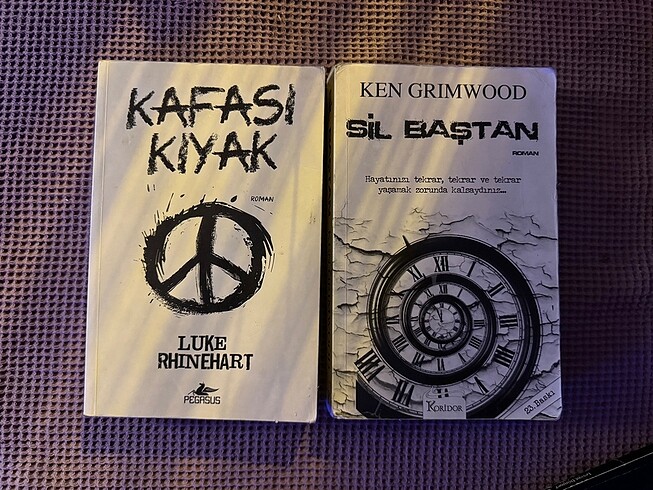 KAFASI
KIYAK
ROMAN
LUKE
RHINEHART
PEGASUS
KEN GRIMWOOD
SİL BAŞTAN
ROMAN
Hayatınızı tekrar, tekrar ve tekrar
yaşamak zorunda kalsaydınız...
XII
KORİDOR
23. Baskı